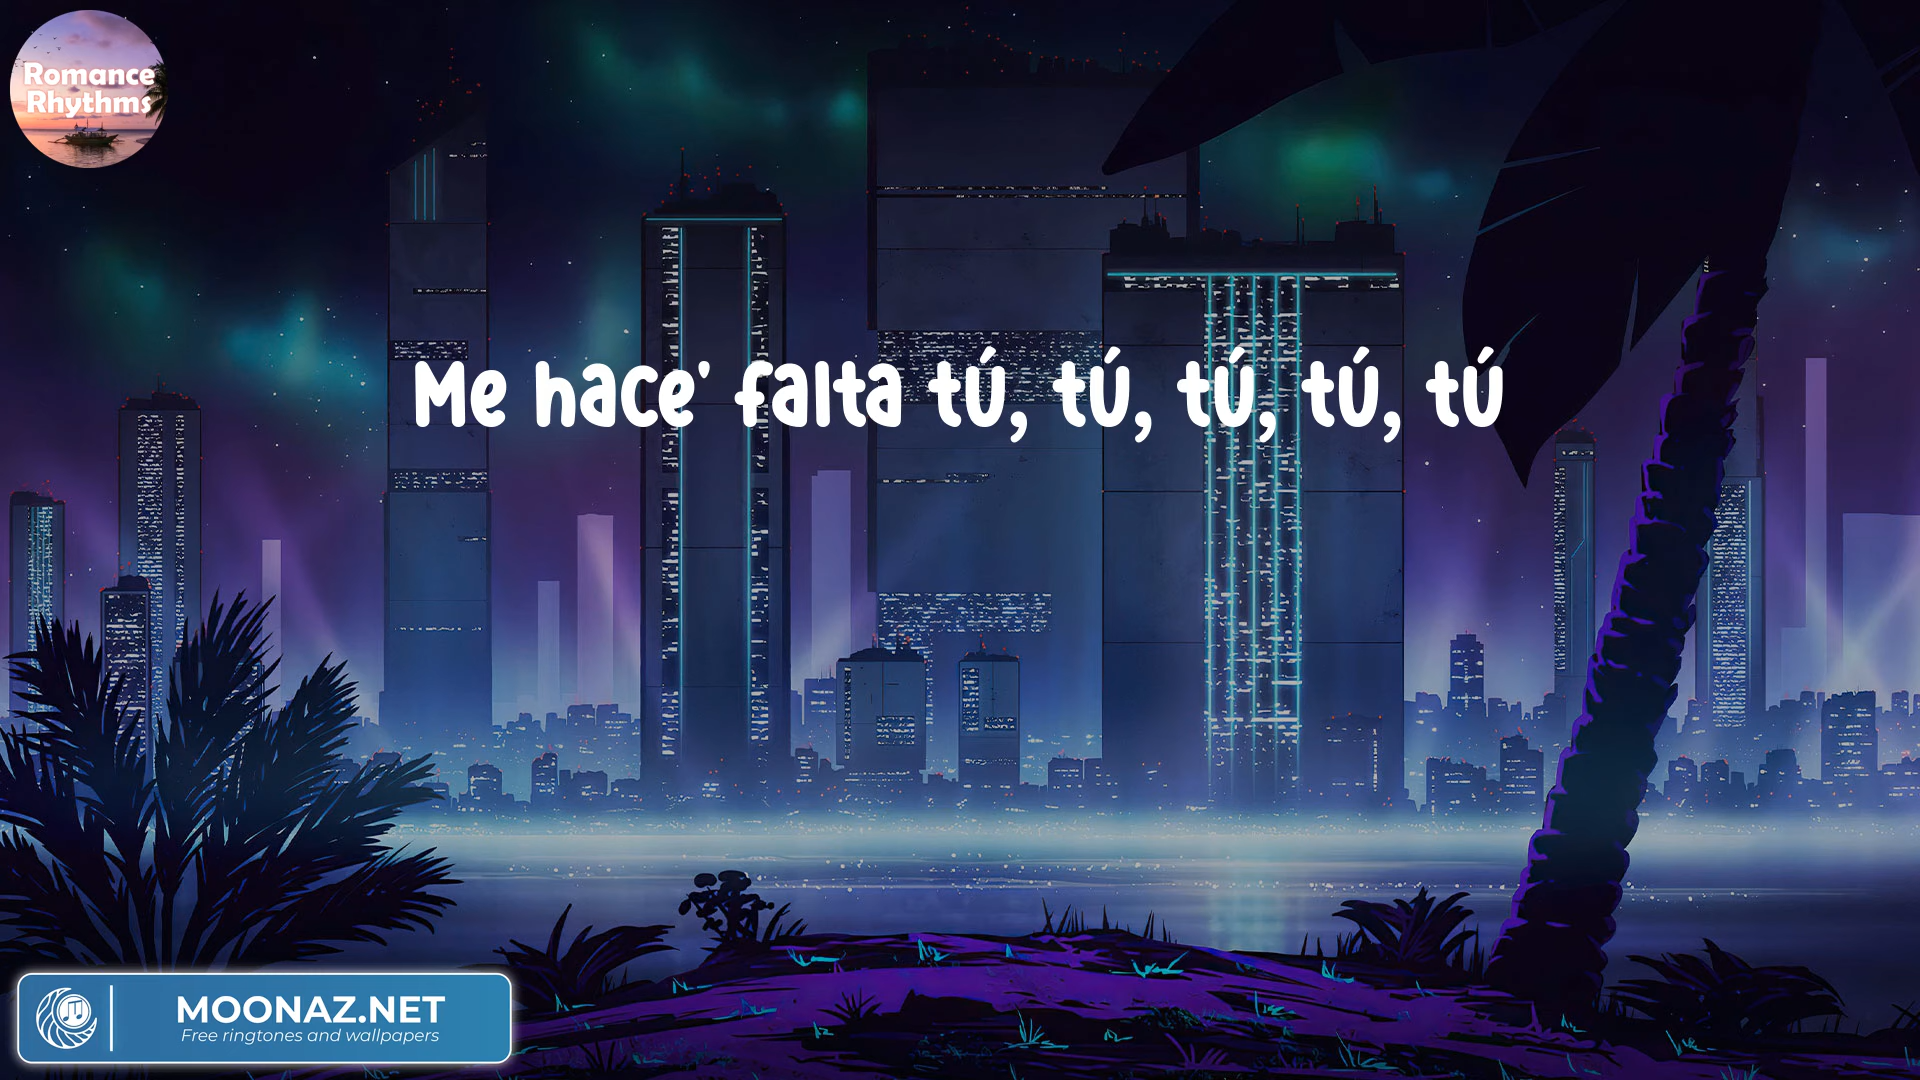 Romance
Rhythms
Me hace' falta tú, tú, tú, tú, tú
MOONAZ.NET
Free ringtones and wallpapers